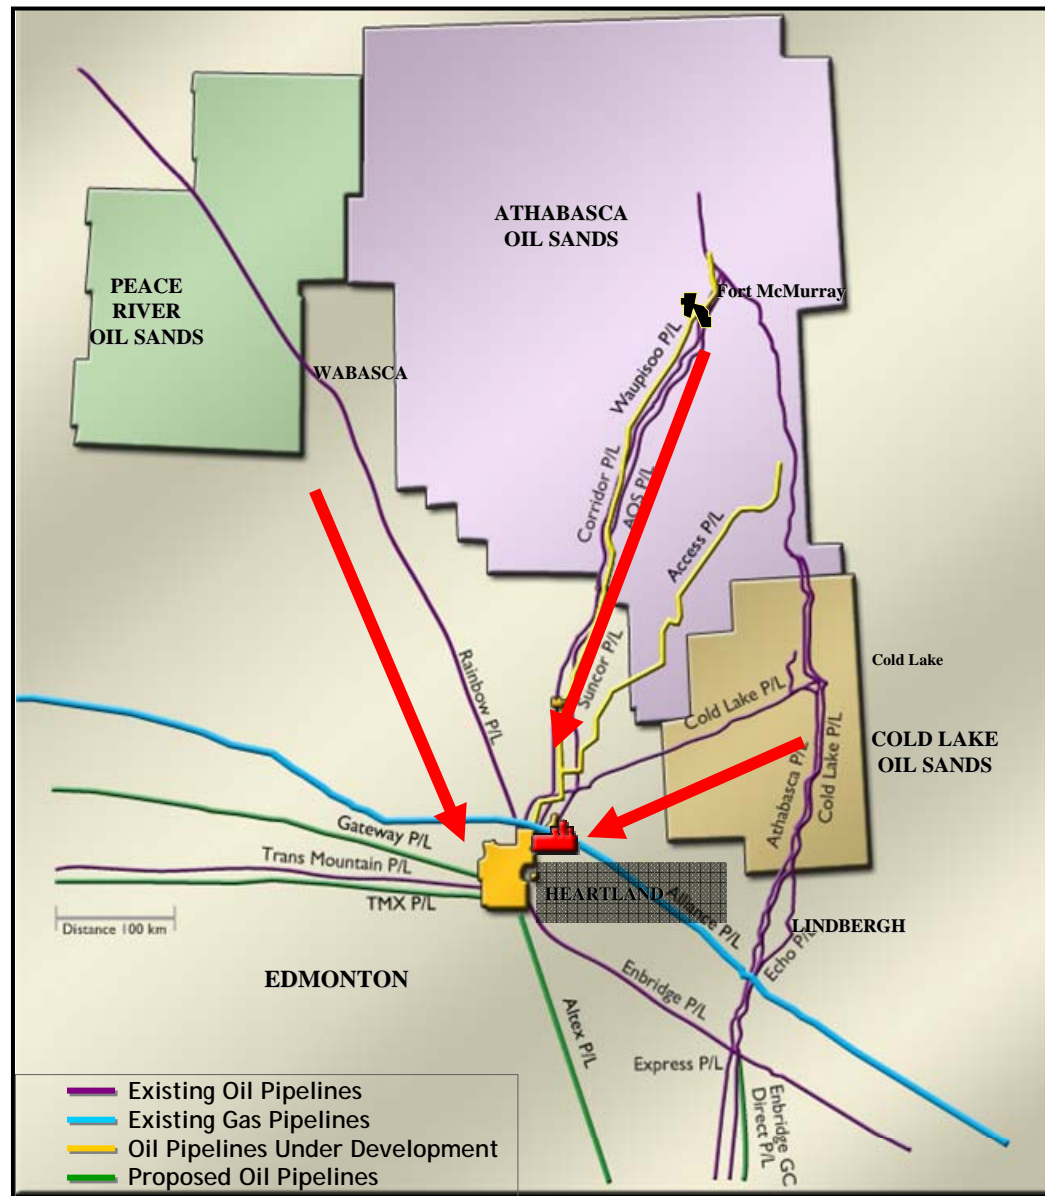 ATHABASCA
OIL SANDS
PEACE
RIVER
OIL SANDS
Fort McMurray
WABASCA
Waupisoo P/L
Corridor P/L
AOS P/L
Access P/L
Suncor P/L
Rainbow P/L
Cold Lake P/L
Cold Lake
COLD LAKE
OIL SANDS
Athabasca P/L
Cold Lake P/L
Gateway P/L
Trans Mountain P/L
TMX P/L
HEARTLAND
Alliance P/L
Distance 100 km
LINDBERGH
Echo P/L
EDMONTON
Enbridge P/L
Altex P/L
Express P/L
Enbridge GC
Direct P/L
Existing Oil Pipelines
Existing Gas Pipelines
Oil Pipelines Under Development
Proposed Oil Pipelines